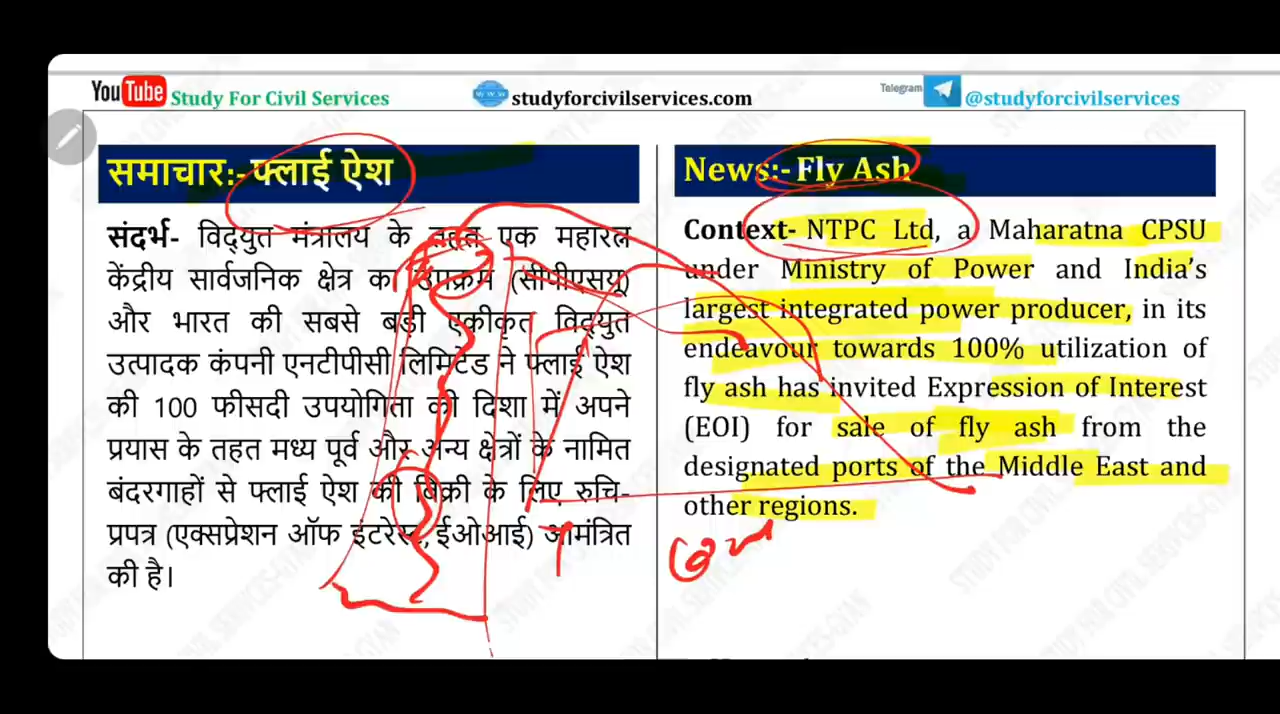 YouTube Study For Civil Services
www studyforcivilservices.com
Telegram @studyforcivilservices
समाचार:- फ्लाई ऐश
संदर्भ- विद्युत मंत्रालय के तहत एक महारत्न
केंद्रीय सार्वजनिक क्षेत्र का उपक्रम (सीपीएसयू)
और भारत की सबसे बड़ी एकीकृत विद्युत
उत्पादक कंपनी एनटीपीसी लिमिटेड ने फ्लाई ऐश
की 100 फीसदी उपयोगिता की दिशा में अपने
प्रयास के तहत मध्य पूर्व और अन्य क्षेत्रों के नामित
बंदरगाहों से फ्लाई ऐश की बिक्री के लिए रुचि-
प्रपत्र (एक्सप्रेशन ऑफ इंटरेस्ट, ईओआई) आमंत्रित
की है।
News:- Fly Ash
Context- NTPC Ltd, a Maharatna CPSU
under Ministry of Power and India’s
largest integrated power producer, in its
endeavour towards 100% utilization of
fly ash has invited Expression of Interest
(EOI) for sale of fly ash from the
designated ports of the Middle East and
other regions.